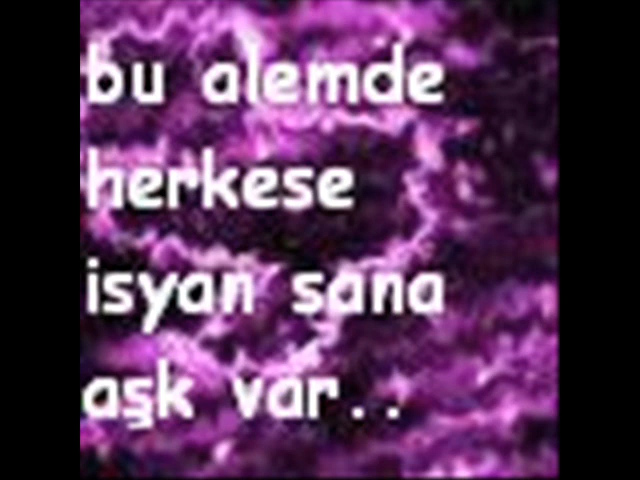 bu alemde
herkese
isyan sana
aşk var..